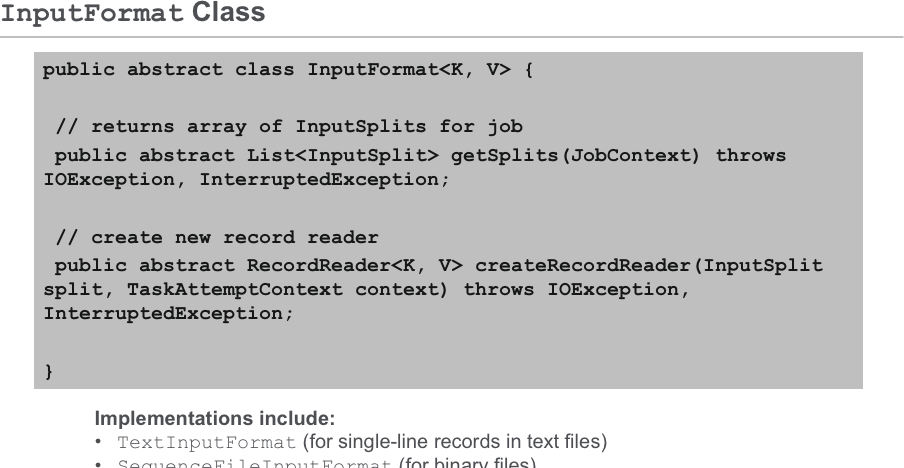 InputFormat Class
public abstract class InputFormat<K, V> {
// returns array of InputSplits for job
public abstract List<InputSplit> getSplits(JobContext) throws
IOException, InterruptedException;
// create new record reader
public abstract RecordReader<K, V> createRecordReader(InputSplit
split, TaskAttemptContext context) throws IOException,
InterruptedException;
}
Implementations include:
• TextInputFormat (for single-line records in text files)
• SequenceFileInputFormat (for binary files)